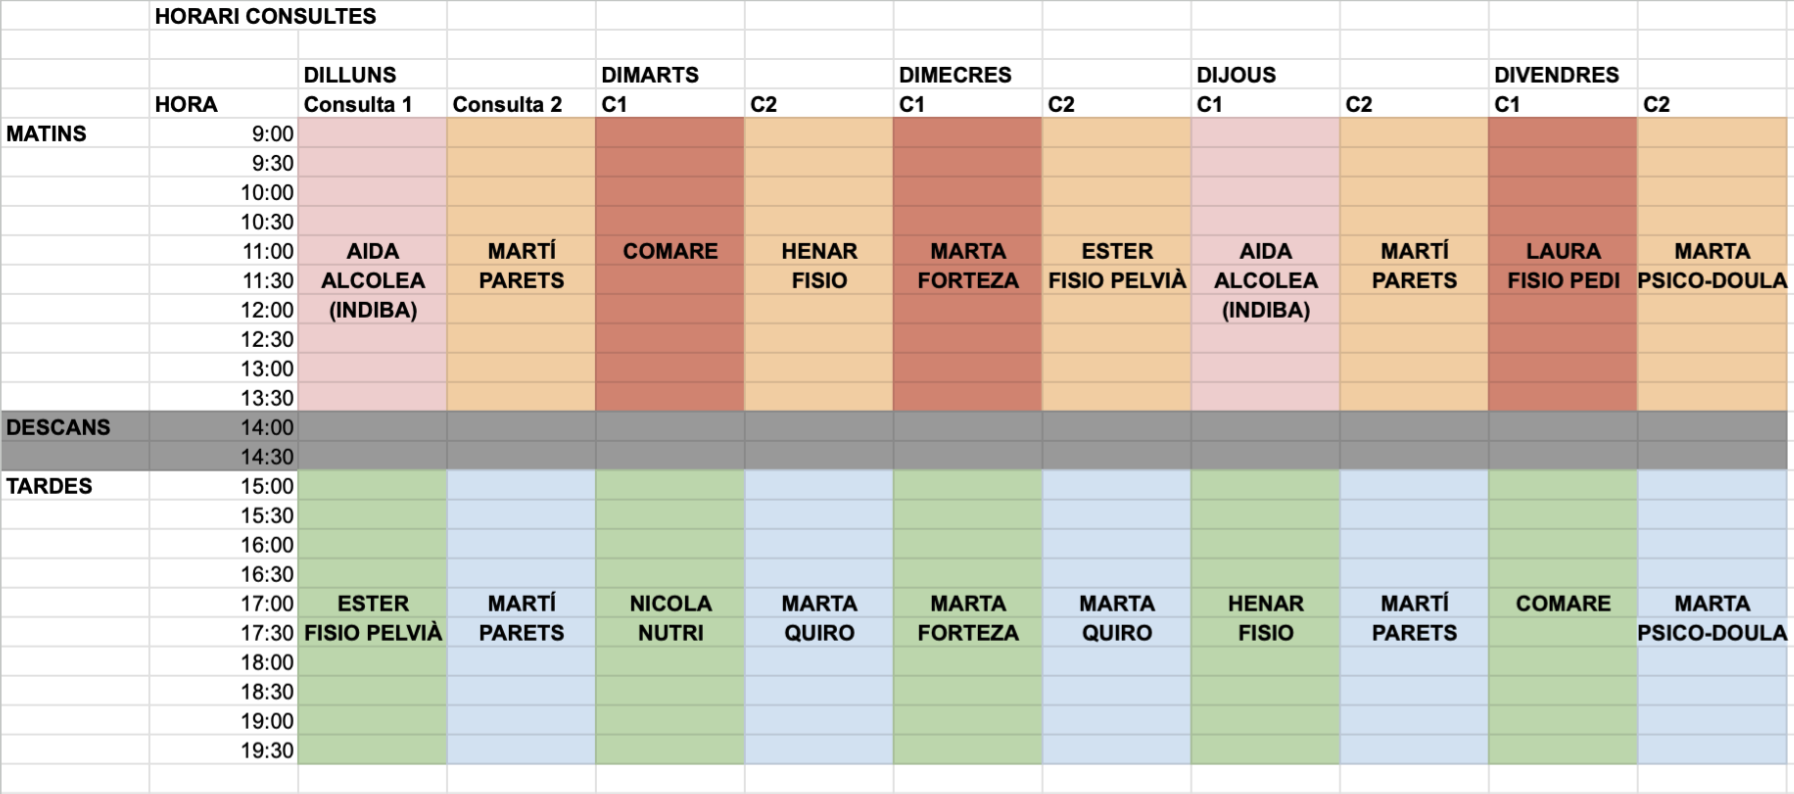 HORARI CONSULTES
DILLUNS DIMARTS DIMECRES DIJOUS DIVENDRES
HORA Consulta 1 Consulta 2 C1 C2 C1 C2 C1 C2 C1 C2
MATINS 9:00
9:30
10:00
10:30
11:00 AIDA MARTÍ COMARE HENAR MARTA ESTER AIDA MARTÍ LAURA MARTA
11:30 ALCOLEA PARETS FISIO FORTEZA FISIO PELVIÀ ALCOLEA PARETS FISIO PEDI PSICO-DOULA
12:00 (INDIBA) (INDIBA)
12:30
13:00
13:30
DESCANS 14:00
14:30
TARDES 15:00
15:30
16:00
16:30
17:00 ESTER MARTÍ NICOLA MARTA MARTA MARTA HENAR MARTÍ COMARE MARTA
17:30 FISIO PELVIÀ PARETS NUTRI QUIRO FORTEZA QUIRO FISIO PARETS PSICO-DOULA
18:00
18:30
19:00
19:30